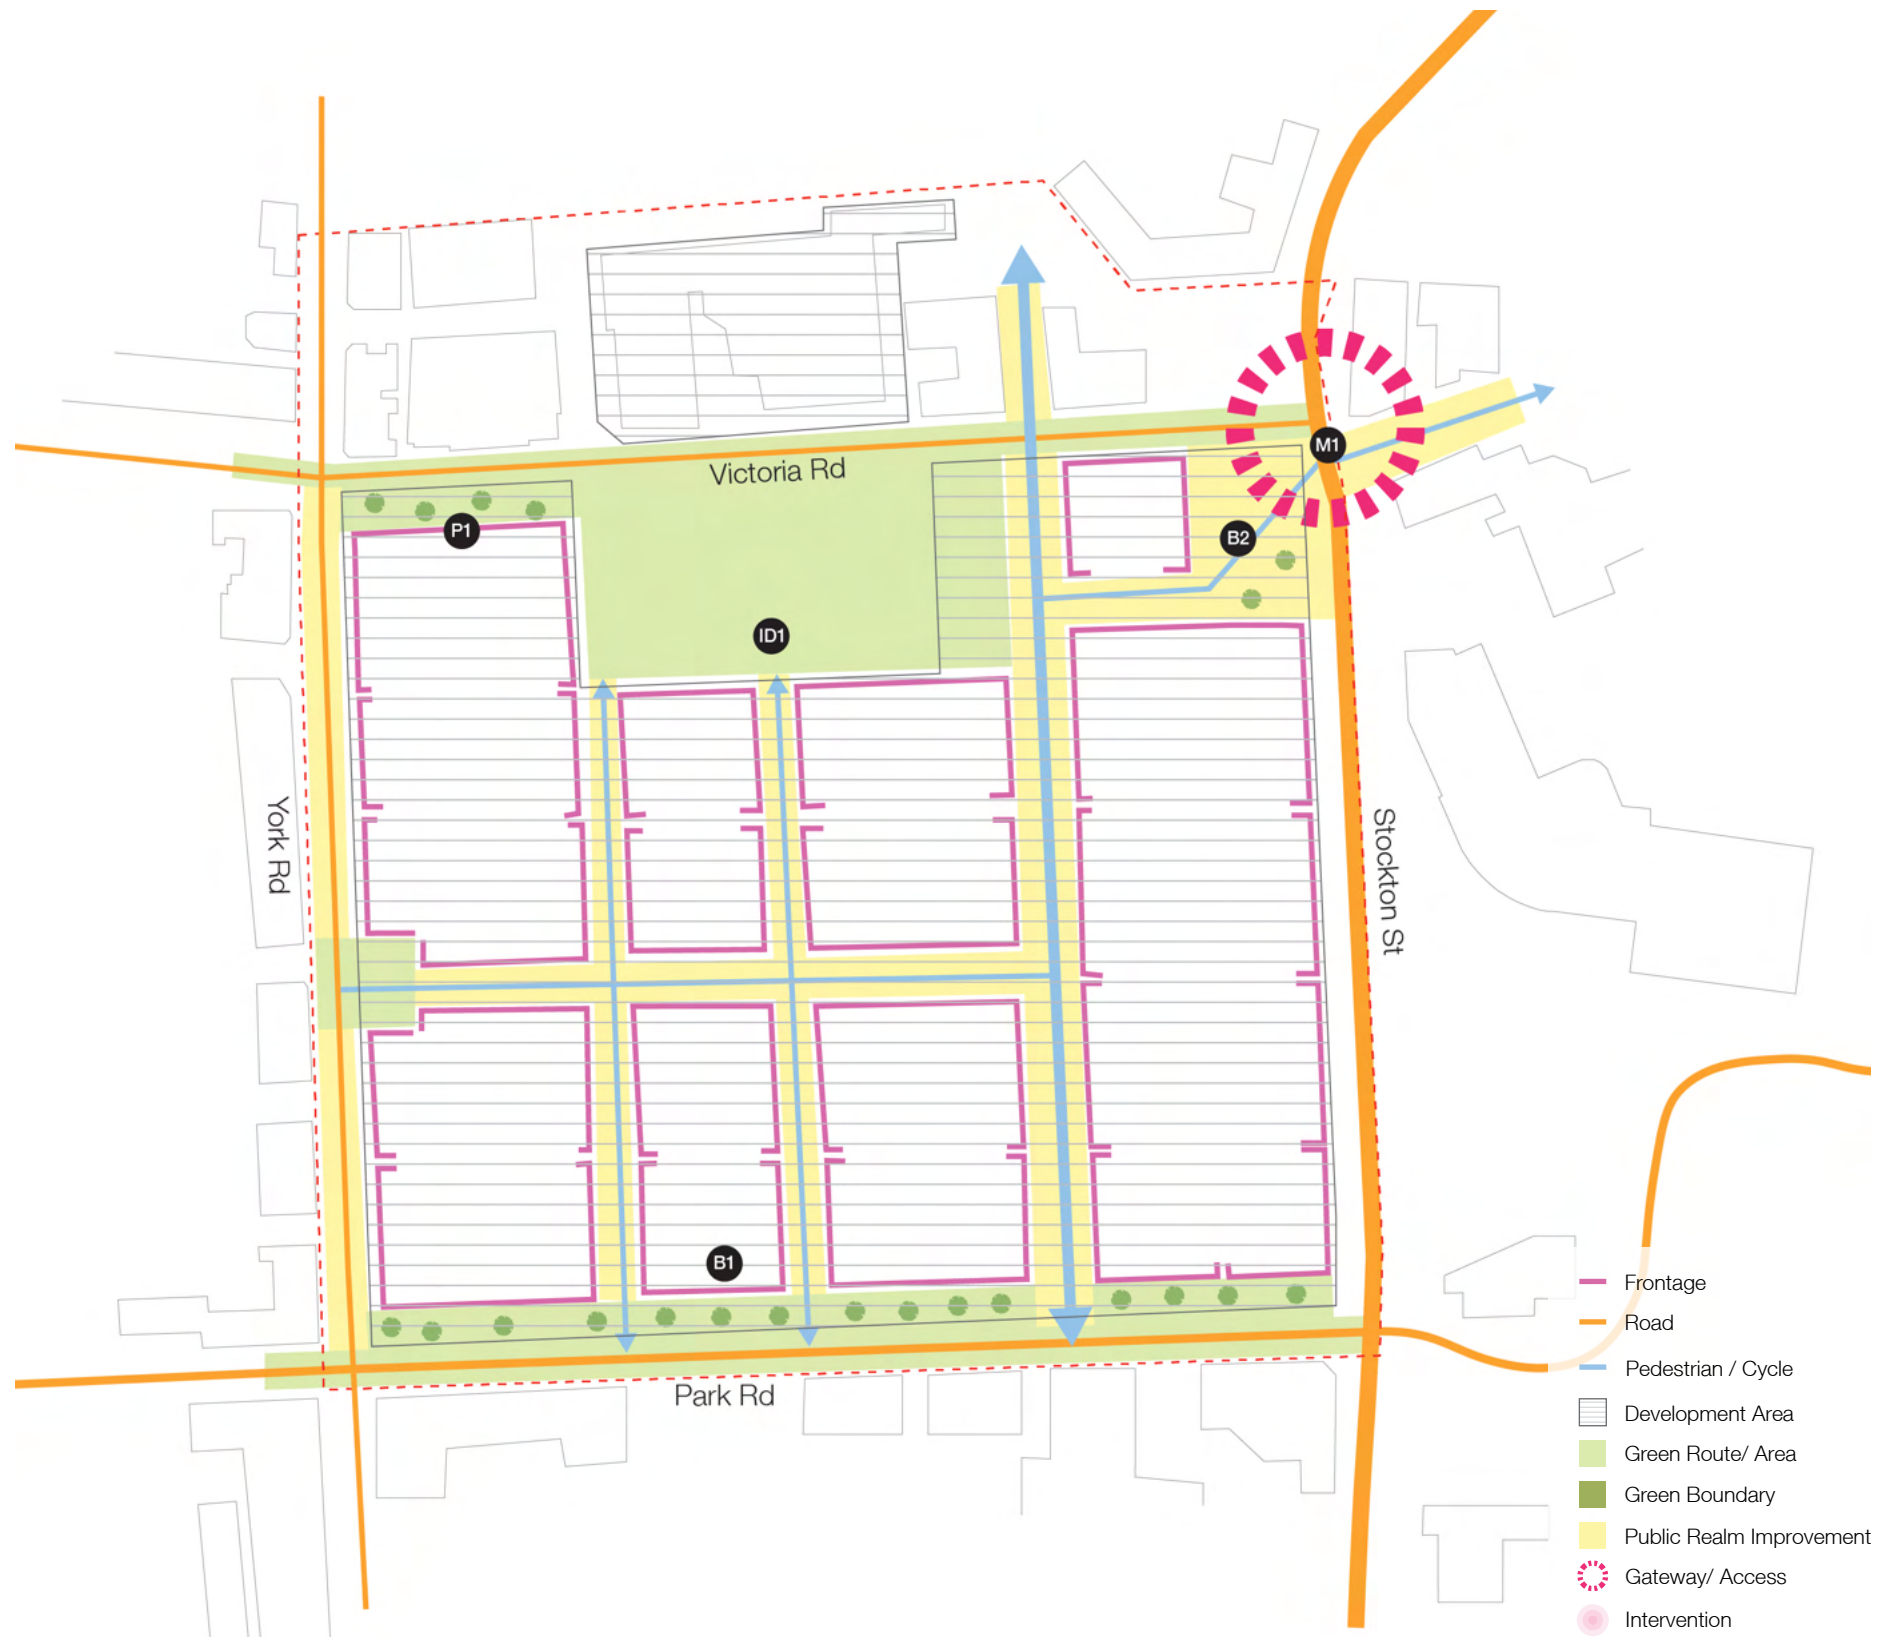 M1
Victoria Rd
P1
B2
ID1
York Rd
Stockton St
B1
Park Rd
Frontage
Road
Pedestrian / Cycle
Development Area
Green Route/ Area
Green Boundary
Public Realm Improvement
Gateway/ Access
Intervention